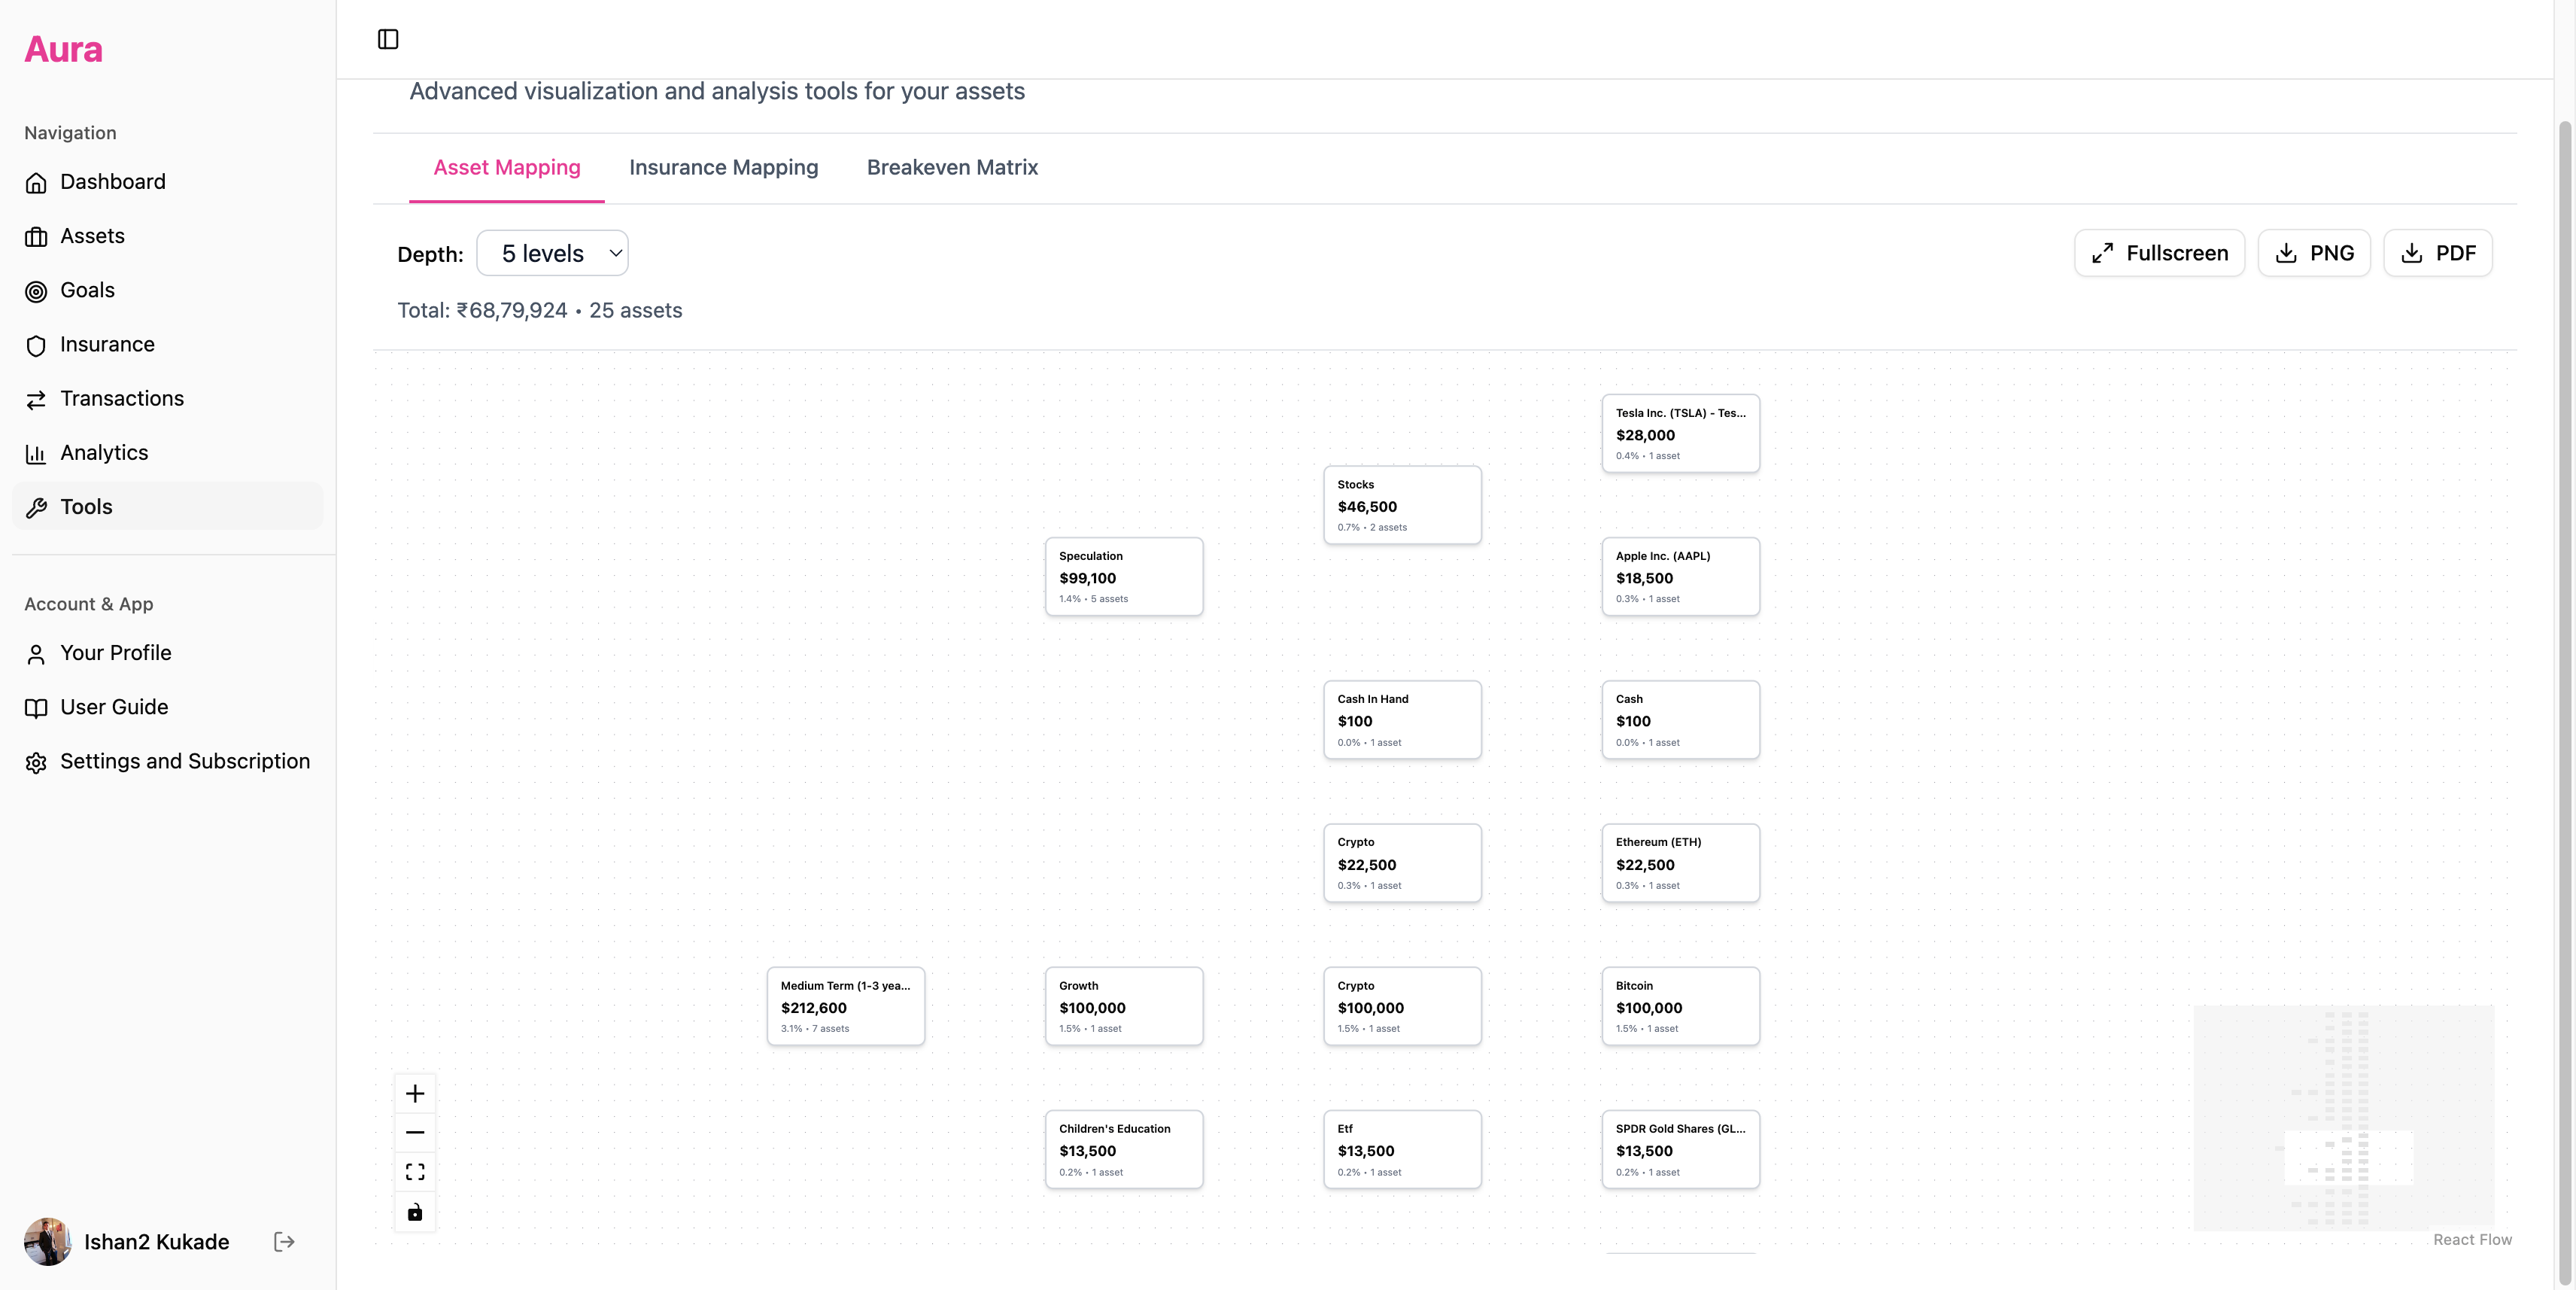 Aura
Navigation
Dashboard
Assets
Goals
Insurance
Transactions
Analytics
Tools
Account & App
Your Profile
User Guide
Settings and Subscription
Ishan2 Kukade
Advanced visualization and analysis tools for your assets
Asset Mapping
Insurance Mapping
Breakeven Matrix
Depth:
5 levels
Fullscreen
PNG
PDF
Total: ₹68,79,924 • 25 assets
Tesla Inc. (TSLA) - Tes...
$28,000
0.4% • 1 asset
Stocks
$46,500
0.7% • 2 assets
Speculation
$99,100
1.4% • 5 assets
Apple Inc. (AAPL)
$18,500
0.3% • 1 asset
Cash In Hand
$100
0.0% • 1 asset
Cash
$100
0.0% • 1 asset
Crypto
$22,500
0.3% • 1 asset
Ethereum (ETH)
$22,500
0.3% • 1 asset
Medium Term (1-3 yea...
$212,600
3.1% • 7 assets
Growth
$100,000
1.5% • 1 asset
Crypto
$100,000
1.5% • 1 asset
Bitcoin
$100,000
1.5% • 1 asset
Children's Education
$13,500
0.2% • 1 asset
Etf
$13,500
0.2% • 1 asset
SPDR Gold Shares (GL...
$13,500
0.2% • 1 asset
React Flow